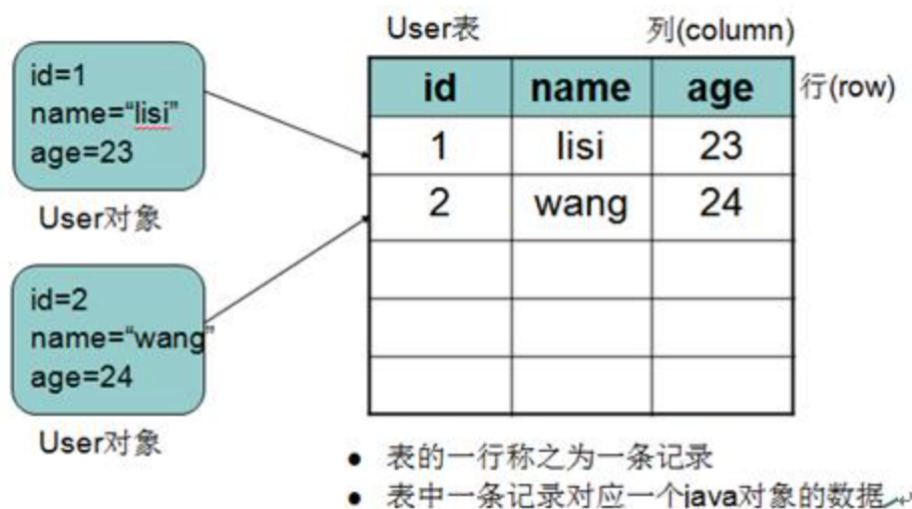 User表
列(column)
id=1
name=“lisi”
age=23
User对象
id name age
行(row)
1 lisi 23
2 wang 24
id=2
name=“wang”
age=24
User对象
● 表的一行称之为一条记录
● 表中一条记录对应一个java对象的数据